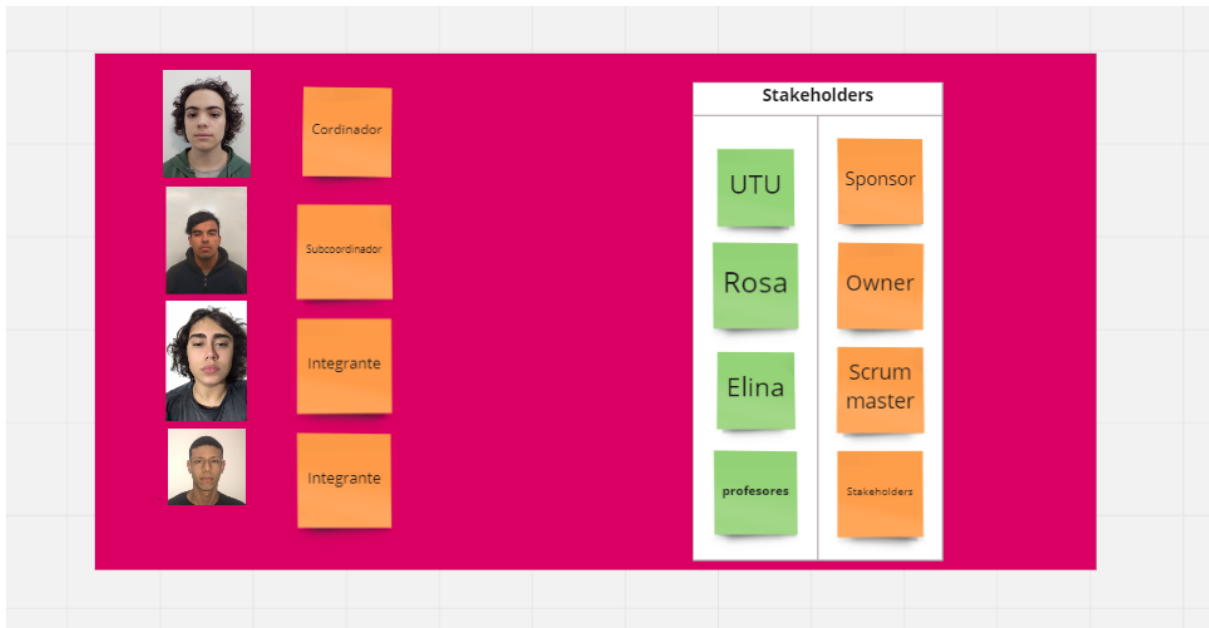 Cordinador
Subcoordinador
Integrante
Integrante
Stakeholders
UTU
Sponsor
Rosa
Owner
Elina
Scrum
master
profesores
Stakeholders